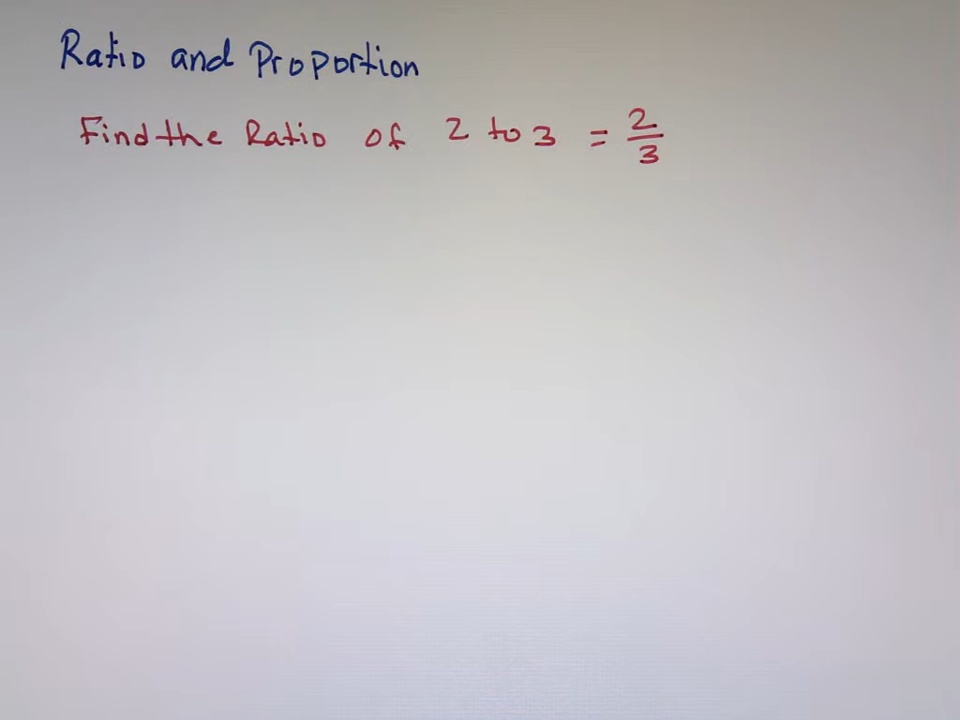 Ratio and Proportion
Find the Ratio of 2 to 3 = 2/3